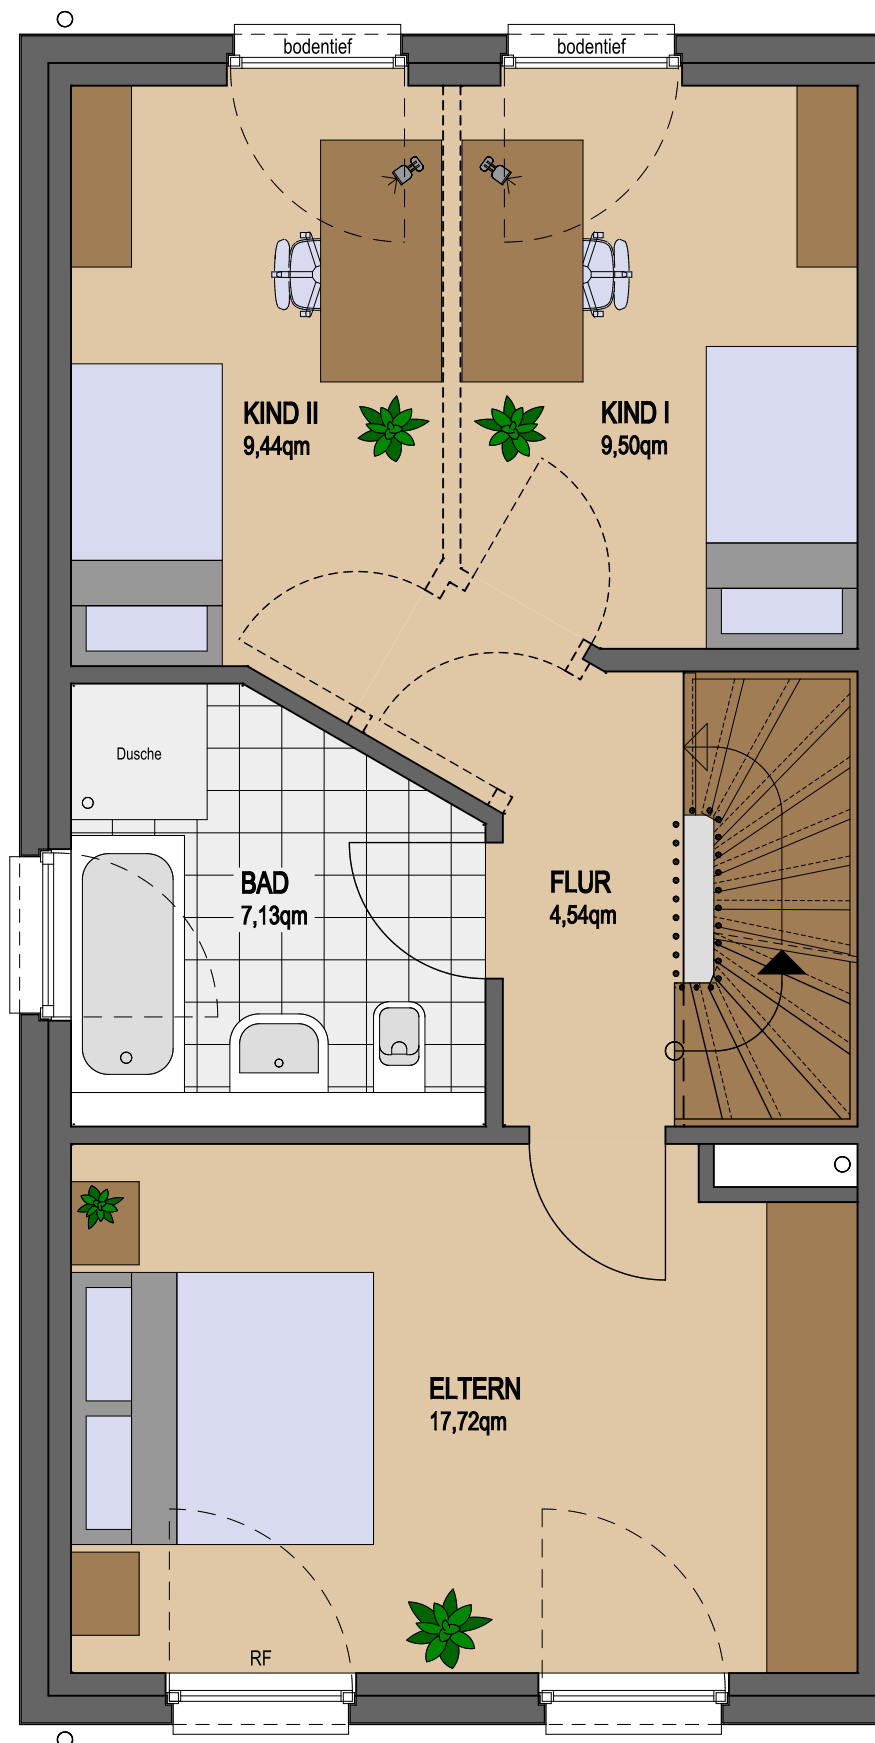 bodentief
bodentief
KIND II
9,44qm
KIND I
9,50qm
Dusche
BAD
7,13qm
FLUR
4,54qm
ELTERN
17,72qm
RF